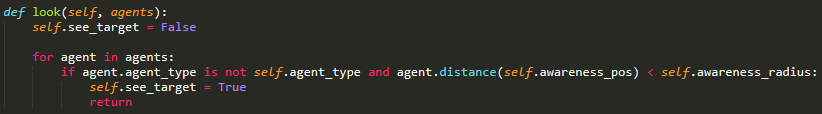 def look(self, agents):
    self.see_target = False

    for agent in agents:
        if agent.agent_type is not self.agent_type and agent.distance(self.awareness_pos) < self.awareness_radius:
            self.see_target = True
            return